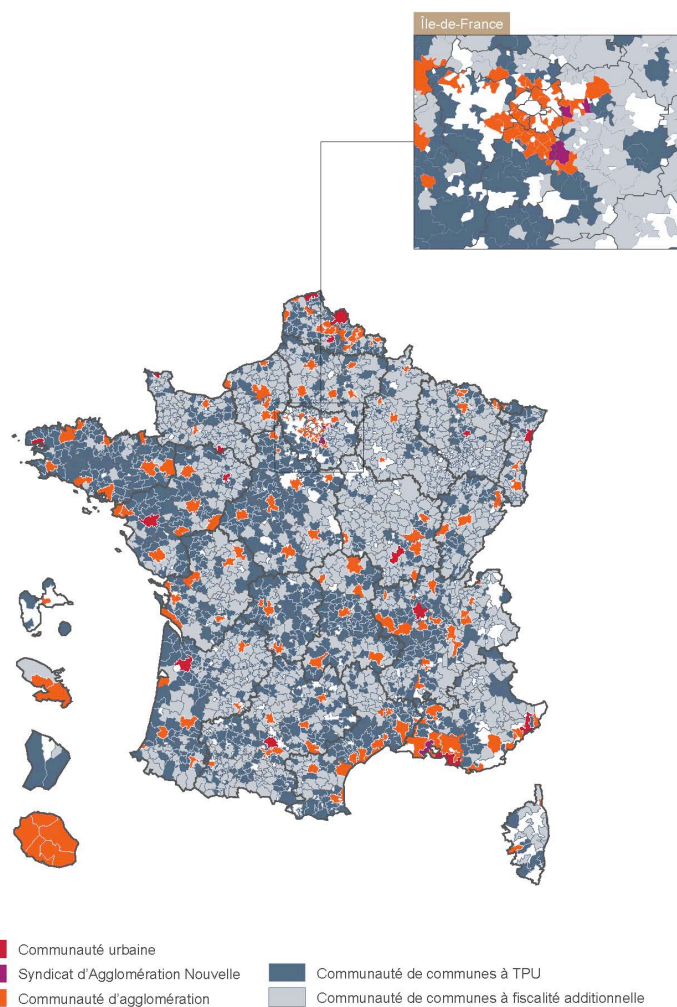 Île-de-France
Communauté urbaine
Syndicat d'Agglomération Nouvelle
Communauté d'agglomération
Communauté de communes à TPU
Communauté de communes à fiscalité additionnelle